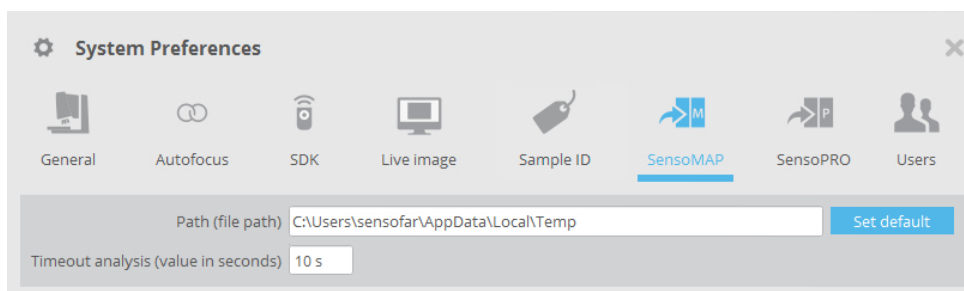 System Preferences
M P
General Autofocus SDK Live image Sample ID SensoMAP SensoPRO Users
Path (file path) C:\Users\sensofar\AppData\Local\Temp Set default
Timeout analysis (value in seconds) 10 s